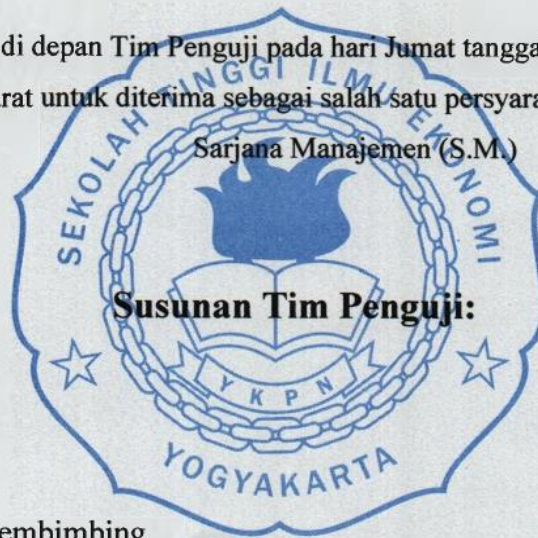 di depan Tim Penguji pada hari Jumat tangga
arat untuk diterima sebagai salah satu persyara
Sarjana Manajemen (S.M.)
SEKOLAH TINGGI ILMU EKONOMI
Susunan Tim Penguji:
YKPN
YOGYAKARTA
embimbing